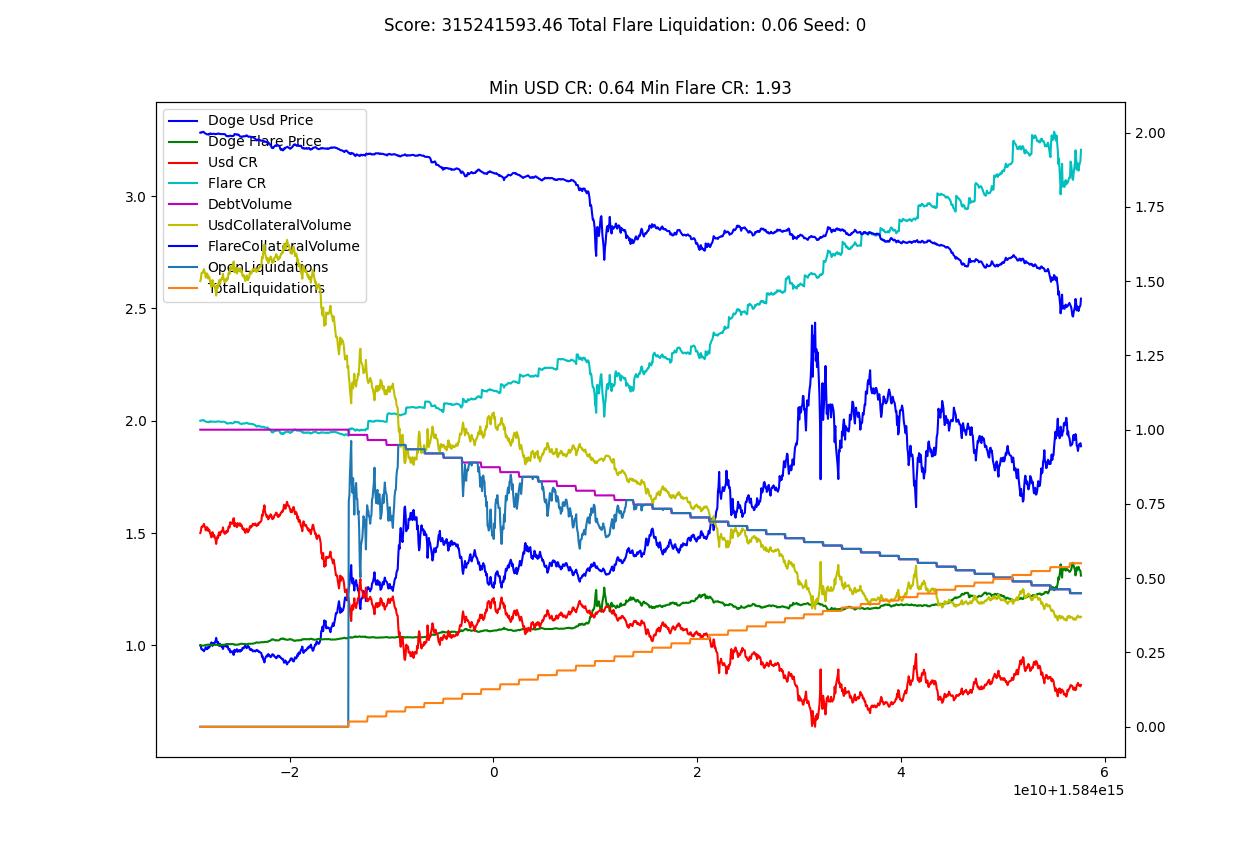 Score: 315241593.46 Total Flare Liquidation: 0.06 Seed: 0
Min USD CR: 0.64 Min Flare CR: 1.93
Doge Usd Price
Doge Flare Price
Usd CR
Flare CR
DebtVolume
UsdCollateralVolume
FlareCollateralVolume
OpenLiquidations
TotalLiquidations
3.0
2.5
2.0
1.5
1.0
2.00
1.75
1.50
1.25
1.00
0.75
0.50
0.25
0.00
−2
0
2
4
6
1e10+1.584e15